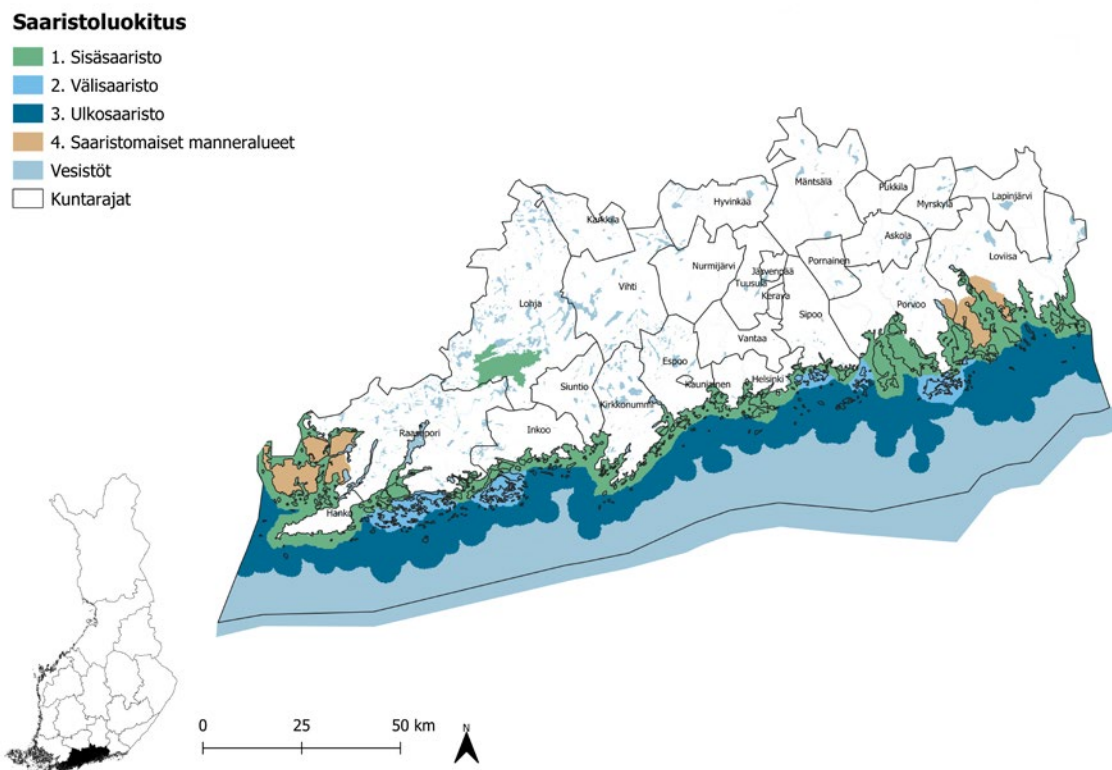 Saaristoluokitus
1. Sisäsaaristo
2. Välisaaristo
3. Ulkosaaristo
4. Saaristomaiset manneralueet
Vesistöt
Kuntarajat
Mäntsälä
Pukkila
Lapinjärvi
Hyvinkää
Myrskylä
Karkkila
Askola
Loviisa
Nurmijärvi
Pornainen
Järvenpää
Tuusula
Vihti
Kerava
Lohja
Porvoo
Sipoo
Vantaa
Espoo
Siuntio
Kauniainen
Helsinki
Kirkkonummi
Raasepori
Inkoo
Hanko
0 25 50 km
N